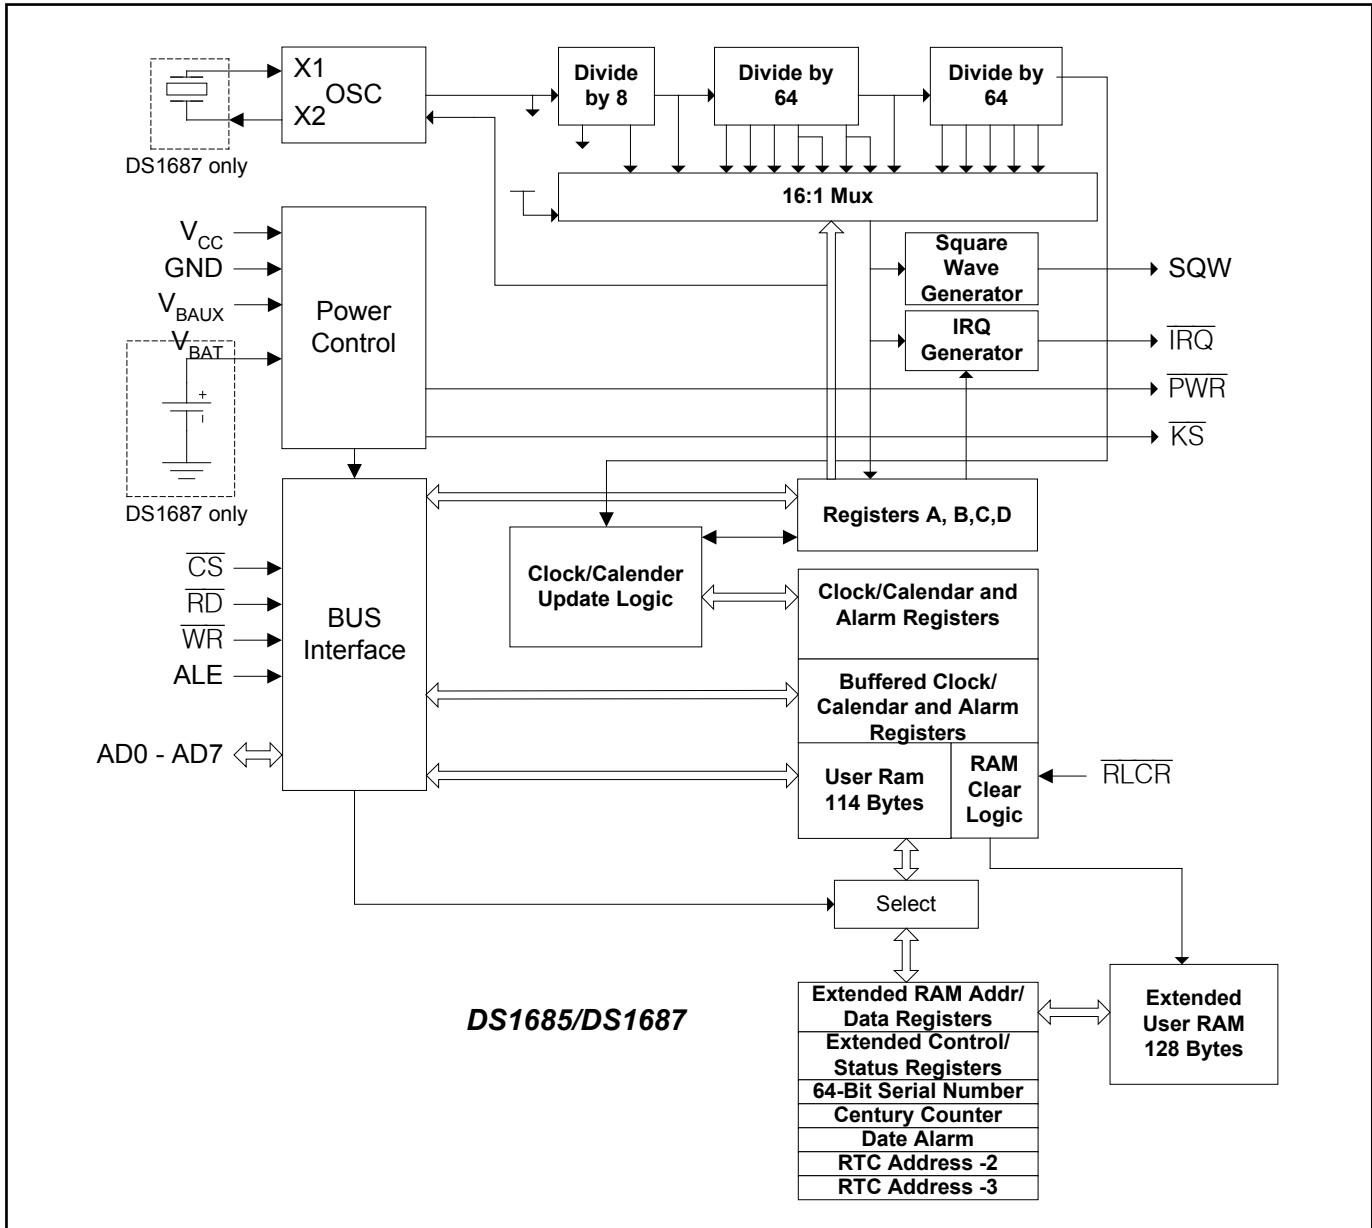 X1
OSC
X2
DS1687 only
Divide
by 8
Divide by
64
Divide by
64
16:1 Mux
VCC
GND
VBAUX
VBAT
+
DS1687 only
Power
Control
Square
Wave
Generator
SQW
IRQ
Generator
IRQ
PWR
KS
CS
RD
WR
ALE
AD0 - AD7
BUS
Interface
Clock/Calender
Update Logic
Registers A, B,C,D
Clock/Calendar and
Alarm Registers
Buffered Clock/
Calendar and Alarm
Registers
User Ram
114 Bytes
RAM
Clear
Logic
RLCR
Select
DS1685/DS1687
Extended RAM Addr/
Data Registers
Extended Control/
Status Registers
64-Bit Serial Number
Century Counter
Date Alarm
RTC Address -2
RTC Address -3
Extended
User RAM
128 Bytes